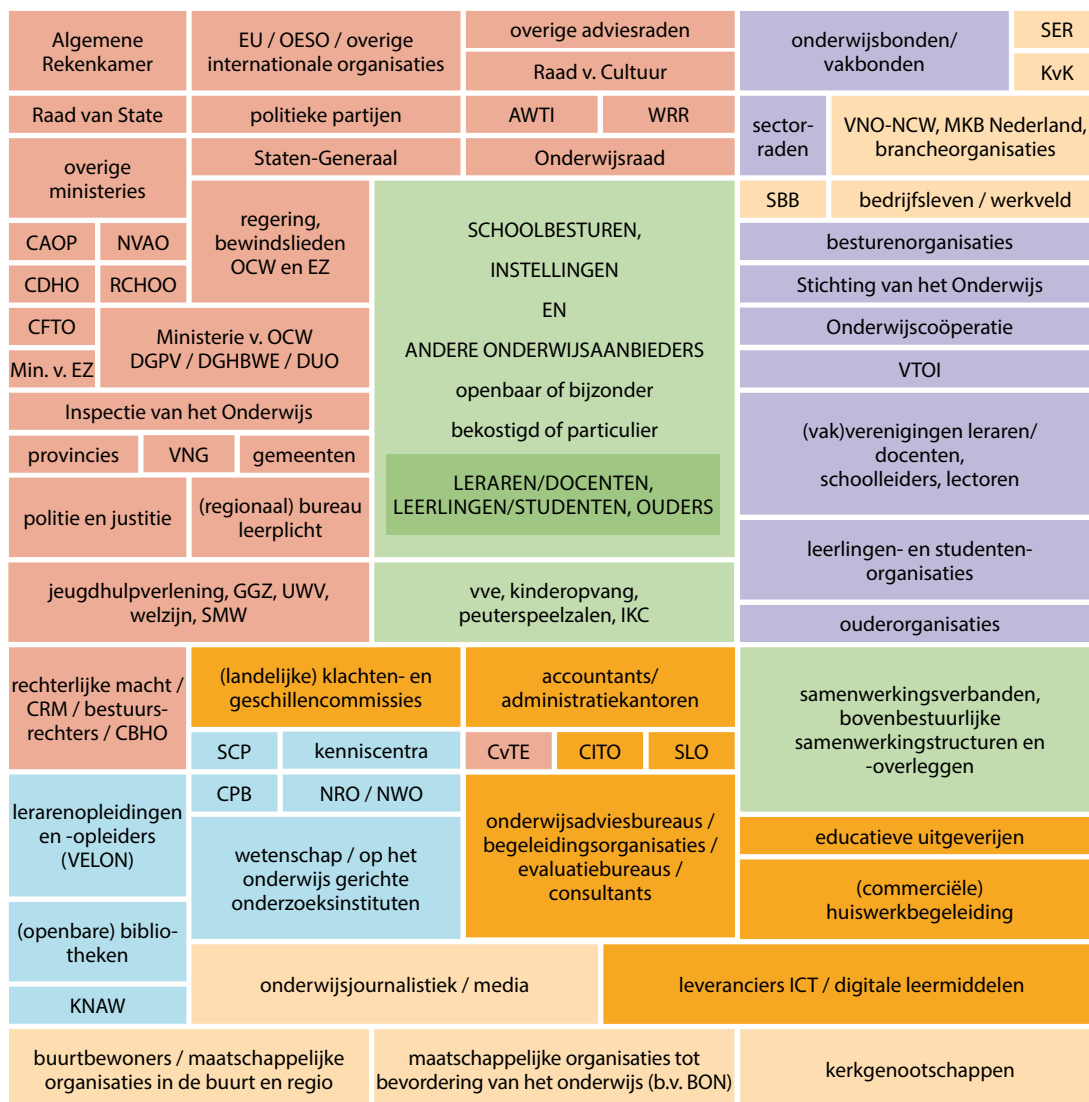 Algemene
Rekenkamer
EU / OESO / overige
internationale organisaties
overige adviesraden
Raad v. Cultuur
onderwijsbonden/
vakbonden
SER
KvK
Raad van State
politieke partijen
AWTI
WRR
sector-
raden
VNO-NCW, MKB Nederland,
brancheorganisaties
overige
ministeries
Staten-Generaal
Onderwijsraad
regering,
bewindslieden
OCW en EZ
SBB
bedrijfsleven / werkveld
CAOP
NVAO
CDHO
RCHOO
CFTO
Min. v. EZ
Ministerie v. OCW
DGPV / DGHBWE / DUO
SCHOOLBESTUREN,
INSTELLINGEN
EN
ANDERE ONDERWIJSAANBIEDERS
openbaar of bijzonder
bekostigd of particulier
LERAREN/DOCENTEN,
LEERLINGEN/STUDENTEN, OUDERS
besturenorganisaties
Stichting van het Onderwijs
Onderwijscoöperatie
VTOI
Inspectie van het Onderwijs
provincies
VNG
gemeenten
(vak)verenigingen leraren/
docenten,
schoolleiders, lectoren
politie en justitie
(regionaal) bureau
leerplicht
leerlingen- en studenten-
organisaties
jeugdhulpverlening, GGZ, UWV,
welzijn, SMW
vve, kinderopvang,
peuterspeelzalen, IKC
ouderorganisaties
rechterlijke macht /
CRM / bestuurs-
rechters / CBHO
(landelijke) klachten- en
geschillencommissies
accountants/
administratiekantoren
samenwerkingsverbanden,
bovenbestuurlijke
samenwerkingstructuren en
-overleggen
SCP
kenniscentra
CvTE
CITO
SLO
CPB
NRO / NWO
lerarenopleidingen
en -opleiders
(VELON)
wetenschap / op het
onderwijs gerichte
onderzoeksinstituten
onderwijsadviesbureaus /
begeleidingsorganisaties /
evaluatiebureaus /
consultants
educatieve uitgeverijen
(commerciële)
huiswerkbegeleiding
(openbare) biblio-
theken
KNAW
onderwijsjournalistiek / media
leveranciers ICT / digitale leermiddelen
buurtbewoners / maatschappelijke
organisaties in de buurt en regio
maatschappelijke organisaties tot
bevordering van het onderwijs (b.v. BON)
kerkgenootschappen